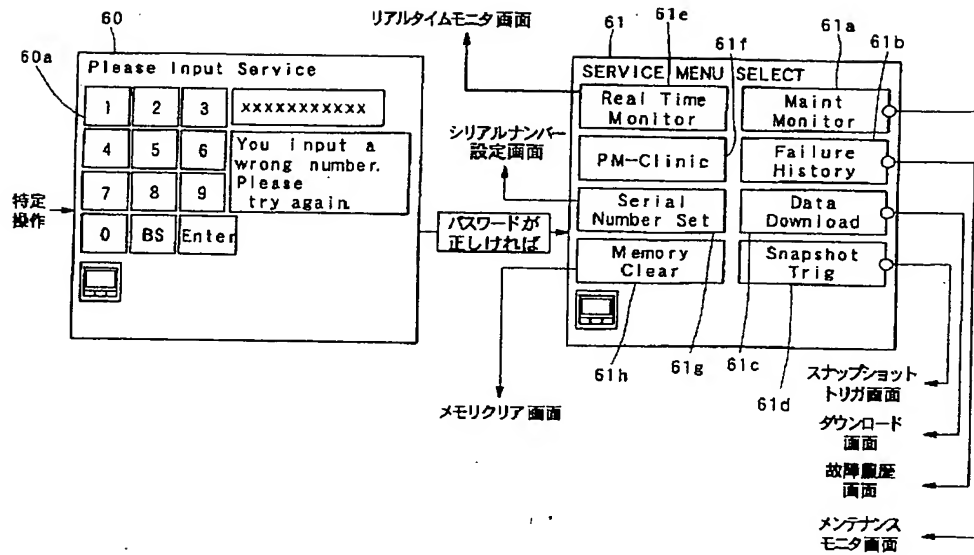 リアルタイムモニタ画面
60
60a
Please Input Service
1 2 3
xxxxxxxxxxx
4 5 6
7 8 9
0 BS Enter
You input a
wrong number.
Please
try again.
特定
操作
パスワードが
正しければ
シリアルナンバー
設定画面
メモリクリア画面
61
61e
61f
61a
61b
SERVICE MENU SELECT
Real Time
Monitor
Maint
Monitor
PM-Clinic
Failure
History
Serial
Number Set
Data
Download
Memory
Clear
Snapshot
Trig
61h
61g
61c
61d
スナップショット
トリガ画面
ダウンロード
画面
故障履歴
画面
メンテナンス
モニタ画面